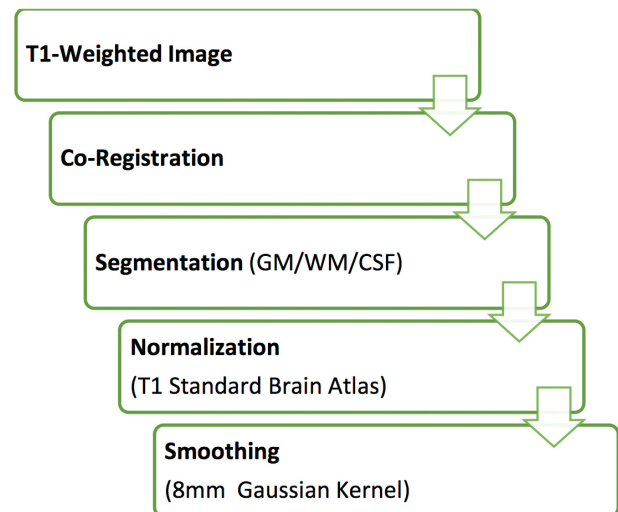 T1-Weighted Image
Co-Registration
Segmentation (GM/WM/CSF)
Normalization
(T1 Standard Brain Atlas)
Smoothing
(8mm Gaussian Kernel)